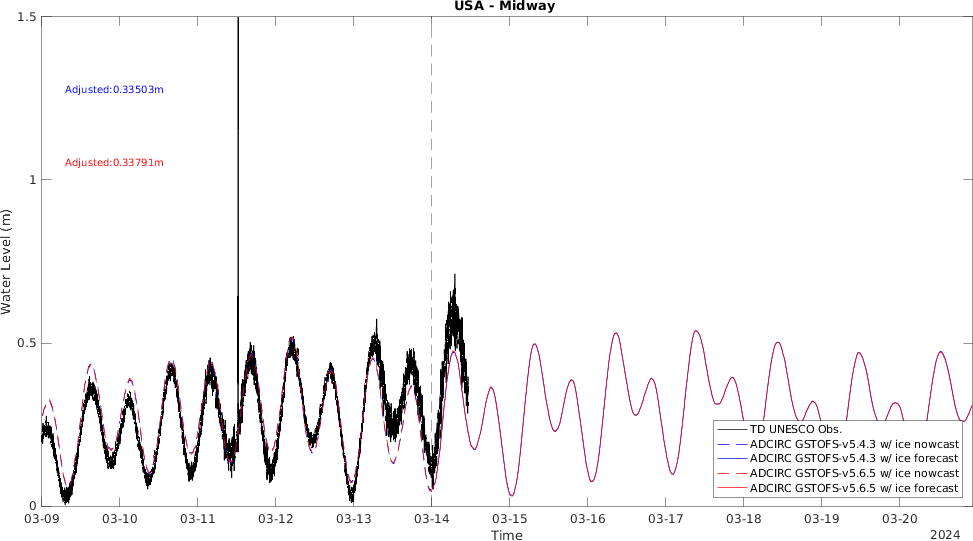 USA - Midway
1.5
Adjusted:0.33503m
Adjusted:0.33791m
1
Water Level (m)
0.5
0
TD UNESCO Obs.
ADCIRC GSTOFS-v5.4.3 w/ ice nowcast
ADCIRC GSTOFS-v5.4.3 w/ ice forecast
ADCIRC GSTOFS-v5.6.5 w/ ice nowcast
ADCIRC GSTOFS-v5.6.5 w/ ice forecast
03-09 03-10 03-11 03-12 03-13 03-14 03-15 03-16 03-17 03-18 03-19 03-20
Time
2024